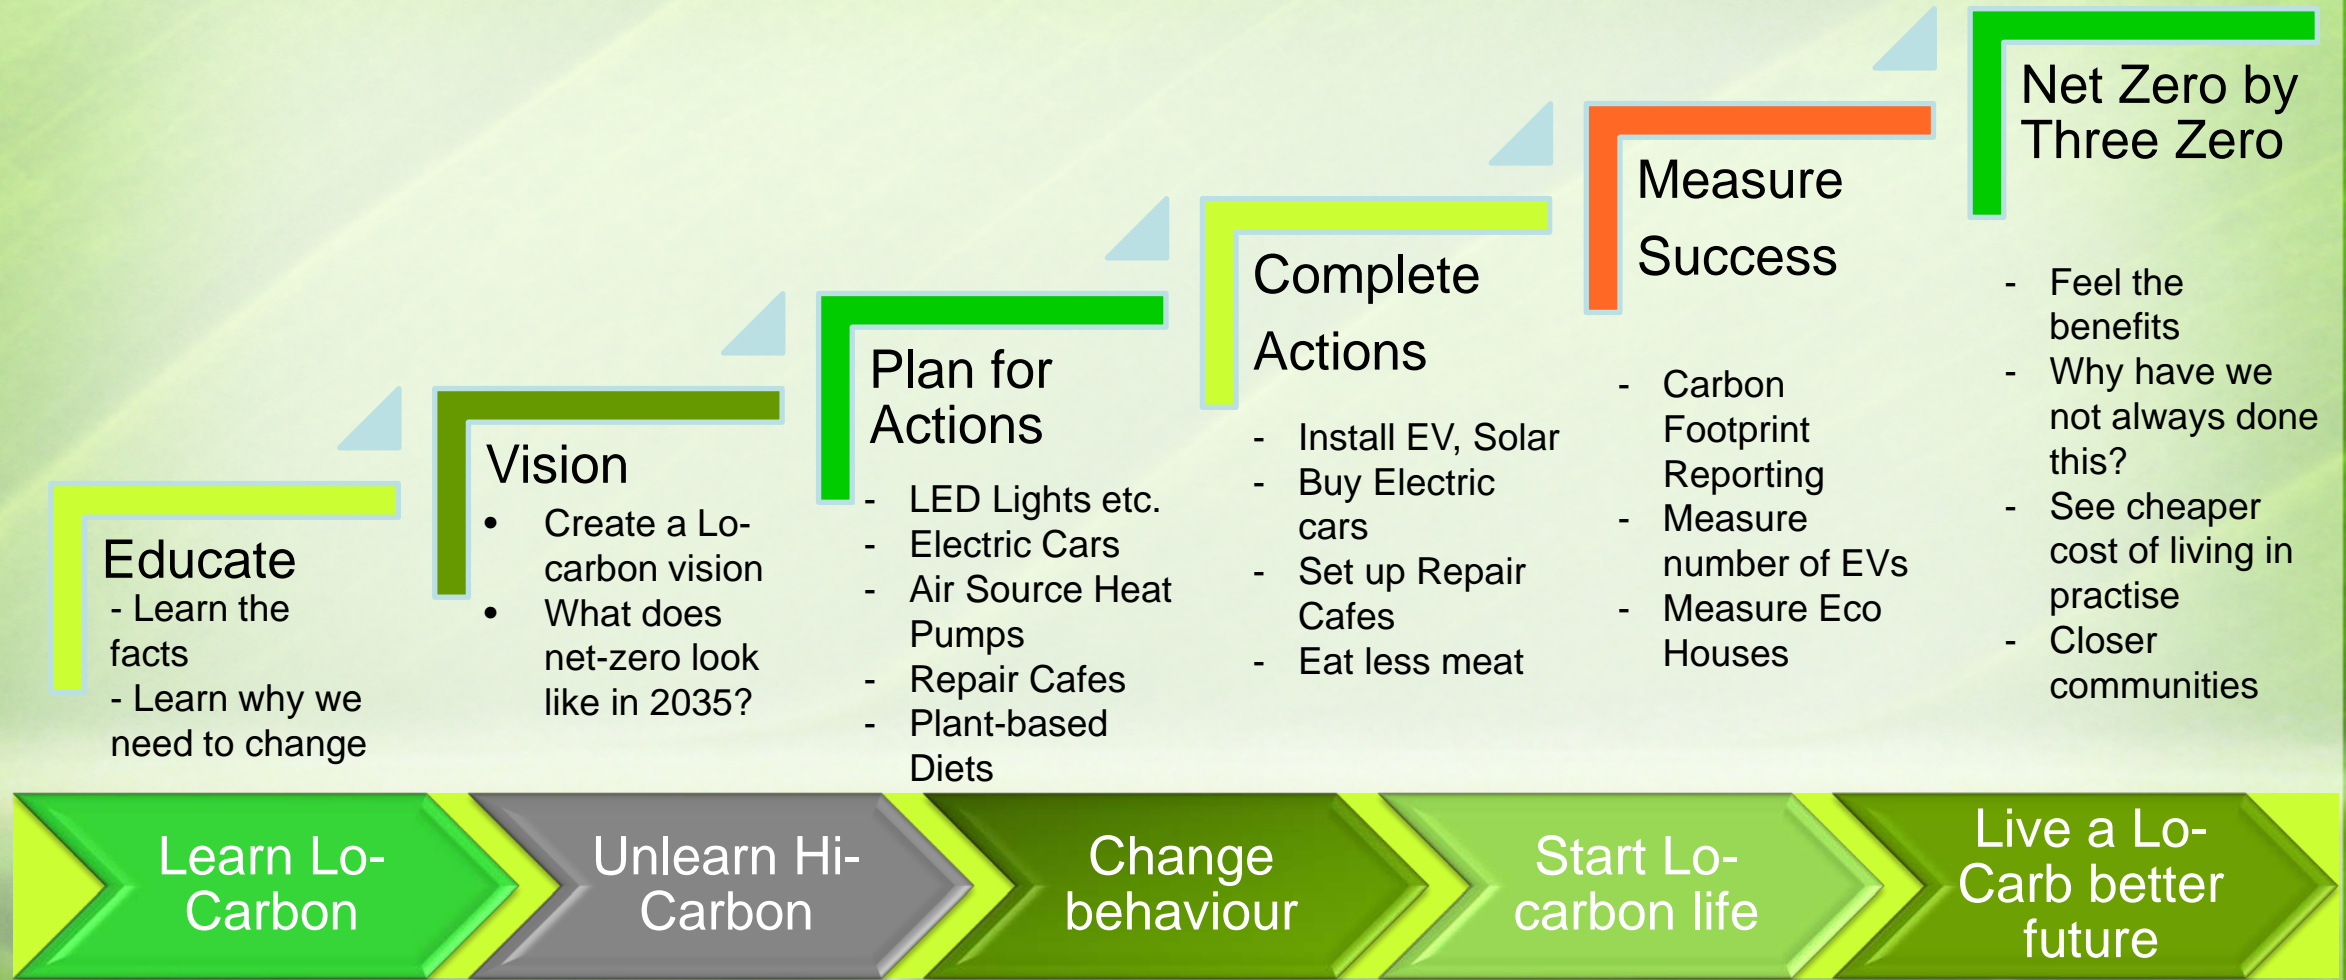 Educate
- Learn the
facts
- Learn why we
need to change
Vision
• Create a Lo-
carbon vision
• What does
net-zero look
like in 2035?
Plan for
Actions
- LED Lights etc.
- Electric Cars
- Air Source Heat
Pumps
- Repair Cafes
- Plant-based
Diets
Complete
Actions
- Install EV, Solar
- Buy Electric
cars
- Set up Repair
Cafes
- Eat less meat
Measure
Success
- Carbon
Footprint
Reporting
- Measure
number of EVs
- Measure Eco
Houses
Net Zero by
Three Zero
- Feel the
benefits
- Why have we
not always done
this?
- See cheaper
cost of living in
practise
- Closer
communities
Learn Lo-
Carbon
Unlearn Hi-
Carbon
Change
behaviour
Start Lo-
carbon life
Live a Lo-
Carb better
future